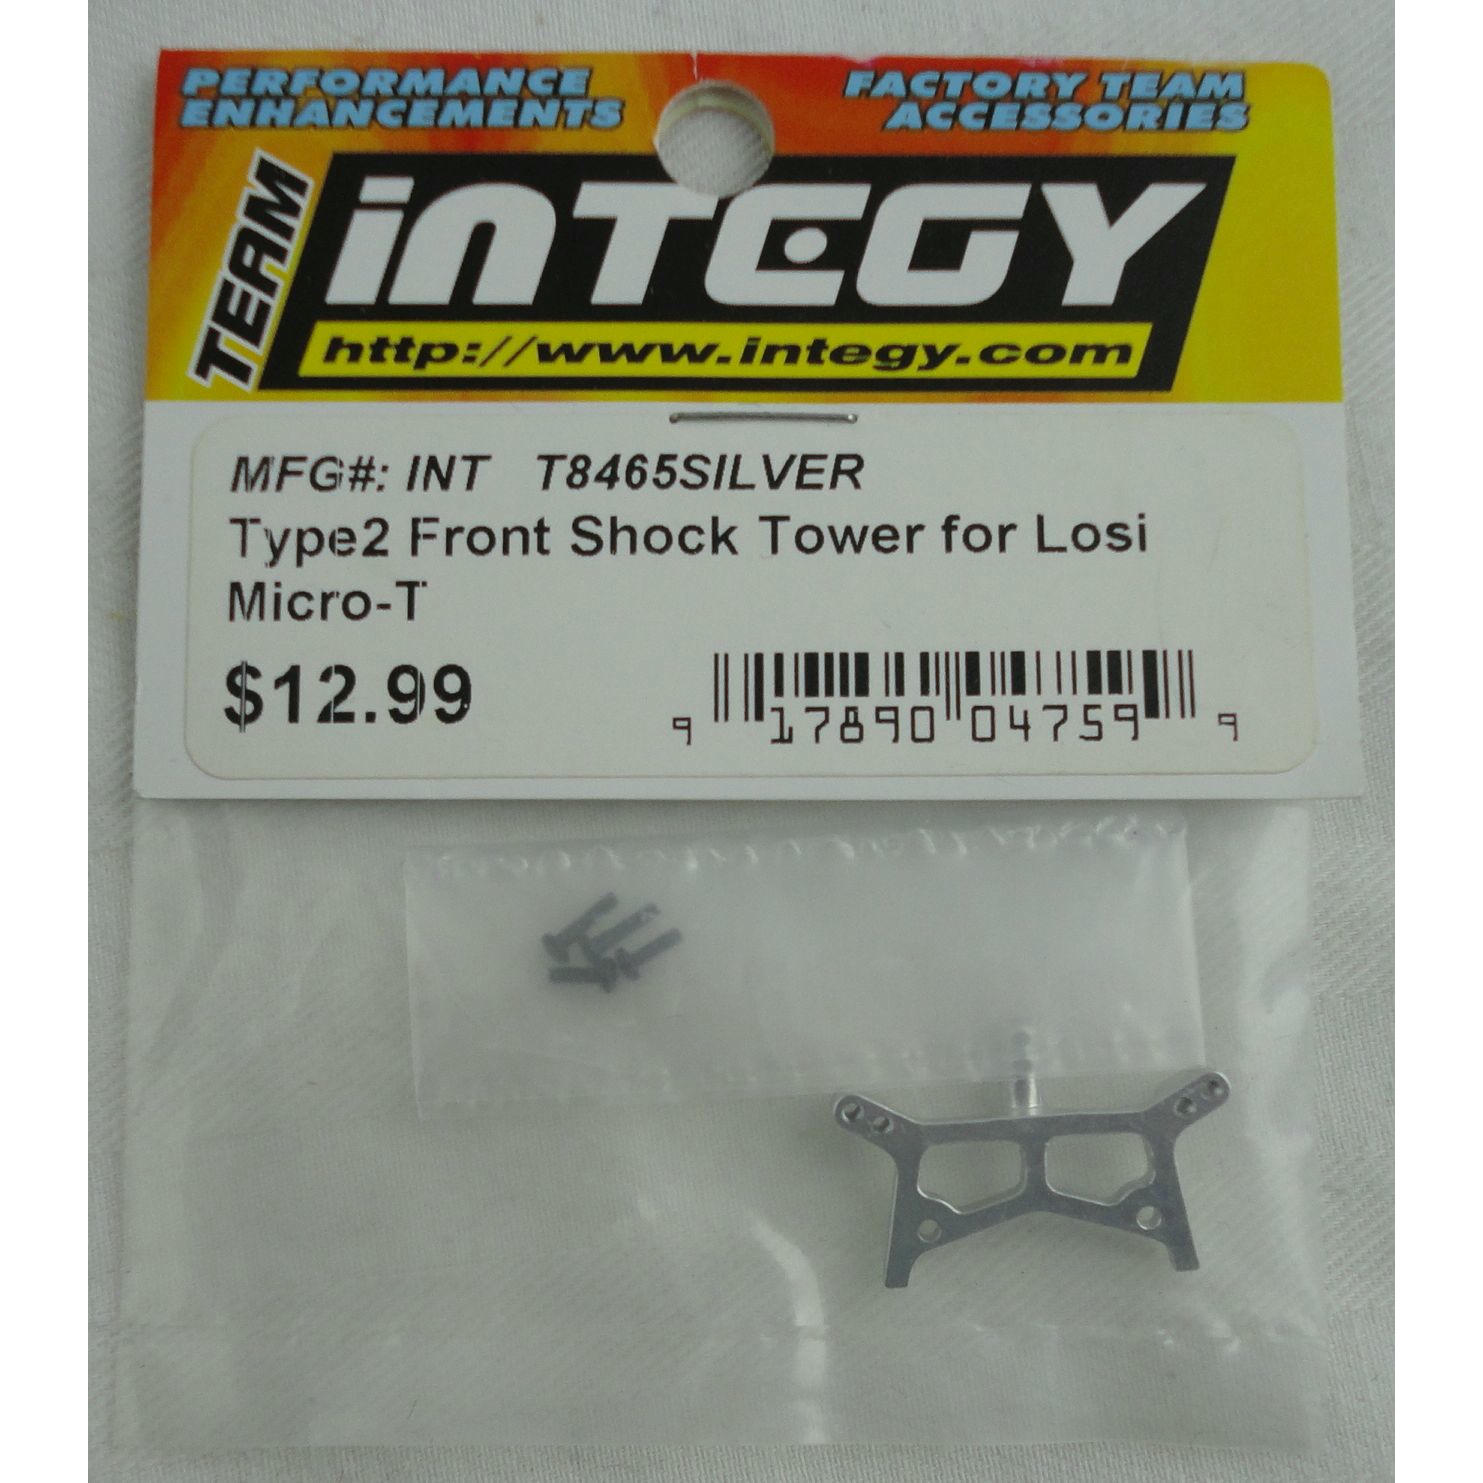 PERFORMANCE
ENHANCEMENTS
FACTORY TEAM
ACCESSORIES
TEAM
iNTEGY
http://www.integy.com
MFG#: INT T8465SILVER
Type2 Front Shock Tower for Losi
Micro-T
$12.99
9 17890 04759 9